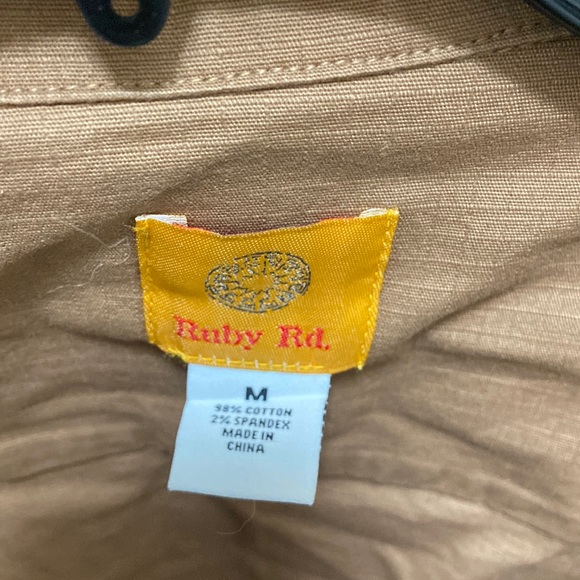 Ruby Rd.
M
98% COTTON
2% SPANDEX
MADE IN
CHINA